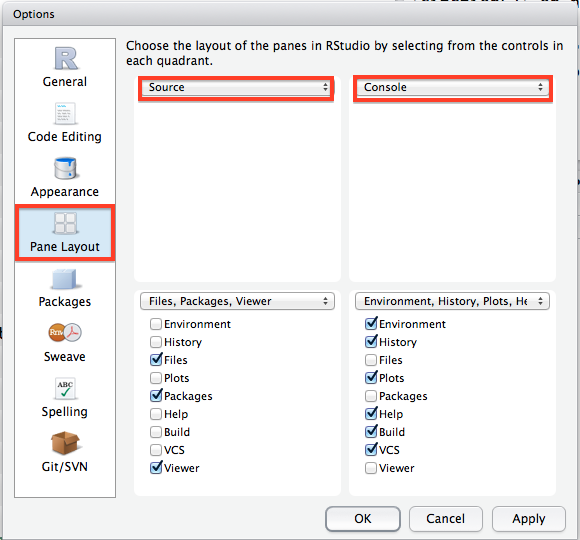 Options
Choose the layout of the panes in RStudio by selecting from the controls in
each quadrant.
R
General
Code Editing
Appearance
Pane Layout
Packages
Rnw
Sweave
ABC
Spelling
Git/SVN
Source
Console
Files, Packages, Viewer
Environment
History
Files
Plots
Packages
Help
Build
VCS
Viewer
Environment, History, Plots, He
Environment
History
Files
Plots
Packages
Help
Build
VCS
Viewer
OK
Cancel
Apply